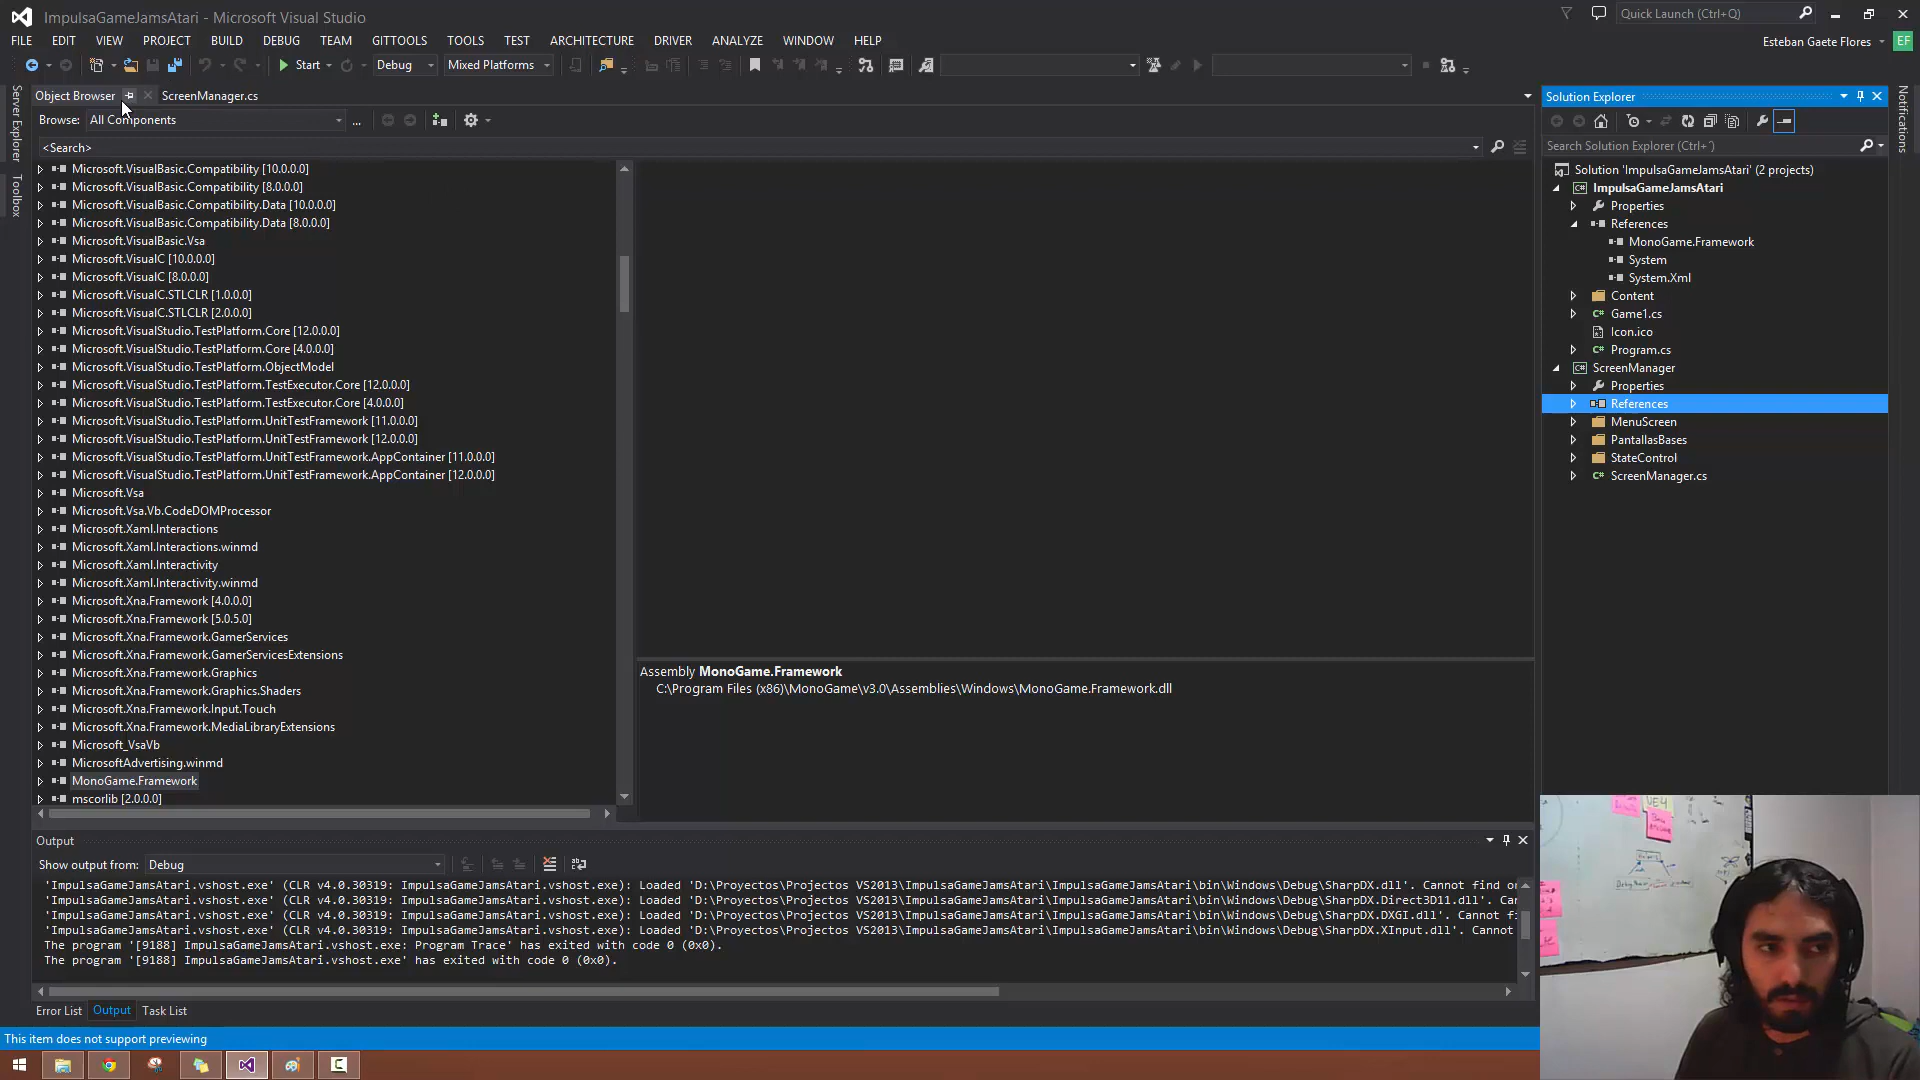 ImpulsaGameJamsAtari - Microsoft Visual Studio
Quick Launch (Ctrl+Q)
FILE EDIT VIEW PROJECT BUILD DEBUG TEAM GITTOOLS TOOLS TEST ARCHITECTURE DRIVER ANALYZE WINDOW HELP
Esteban Gaete Flores EF
Start Debug Mixed Platforms
Server Explorer
Toolbox
Object Browser ScreenManager.cs
Browse: All Components ...
<Search>
Microsoft.VisualBasic.Compatibility [10.0.0.0]
Microsoft.VisualBasic.Compatibility [8.0.0.0]
Microsoft.VisualBasic.Compatibility.Data [10.0.0.0]
Microsoft.VisualBasic.Compatibility.Data [8.0.0.0]
Microsoft.VisualBasic.Vsa
Microsoft.VisualC [10.0.0.0]
Microsoft.VisualC [8.0.0.0]
Microsoft.VisualC.STLCLR [1.0.0.0]
Microsoft.VisualC.STLCLR [2.0.0.0]
Microsoft.VisualStudio.TestPlatform.Core [12.0.0.0]
Microsoft.VisualStudio.TestPlatform.Core [4.0.0.0]
Microsoft.VisualStudio.TestPlatform.ObjectModel
Microsoft.VisualStudio.TestPlatform.TestExecutor.Core [12.0.0.0]
Microsoft.VisualStudio.TestPlatform.TestExecutor.Core [4.0.0.0]
Microsoft.VisualStudio.TestPlatform.UnitTestFramework [11.0.0.0]
Microsoft.VisualStudio.TestPlatform.UnitTestFramework [12.0.0.0]
Microsoft.VisualStudio.TestPlatform.UnitTestFramework.AppContainer [11.0.0.0]
Microsoft.VisualStudio.TestPlatform.UnitTestFramework.AppContainer [12.0.0.0]
Microsoft.Vsa
Microsoft.Vsa.Vb.CodeDOMProcessor
Microsoft.Xaml.Interactions
Microsoft.Xaml.Interactions.winmd
Microsoft.Xaml.Interactivity
Microsoft.Xaml.Interactivity.winmd
Microsoft.Xna.Framework [4.0.0.0]
Microsoft.Xna.Framework [5.0.5.0]
Microsoft.Xna.Framework.GamerServices
Microsoft.Xna.Framework.GamerServicesExtensions
Microsoft.Xna.Framework.Graphics
Microsoft.Xna.Framework.Graphics.Shaders
Microsoft.Xna.Framework.Input.Touch
Microsoft.Xna.Framework.MediaLibraryExtensions
Microsoft_VsaVb
MicrosoftAdvertising.winmd
MonoGame.Framework
mscorlib [2.0.0.0]
Assembly MonoGame.Framework
C:\Program Files (x86)\MonoGame\v3.0\Assemblies\Windows\MonoGame.Framework.dll
Solution Explorer
Search Solution Explorer (Ctrl+´)
Solution 'ImpulsaGameJamsAtari' (2 projects)
ImpulsaGameJamsAtari
Properties
References
MonoGame.Framework
System
System.Xml
Content
Game1.cs
Icon.ico
Program.cs
ScreenManager
Properties
References
MenuScreen
PantallasBases
StateControl
ScreenManager.cs
Notifications
Output
Show output from: Debug
'ImpulsaGameJamsAtari.vshost.exe' (CLR v4.0.30319: ImpulsaGameJamsAtari.vshost.exe): Loaded 'D:\Proyectos\Projectos VS2013\ImpulsaGameJamsAtari\ImpulsaGameJamsAtari\bin\Windows\Debug\SharpDX.dll'. Cannot find o
'ImpulsaGameJamsAtari.vshost.exe' (CLR v4.0.30319: ImpulsaGameJamsAtari.vshost.exe): Loaded 'D:\Proyectos\Projectos VS2013\ImpulsaGameJamsAtari\ImpulsaGameJamsAtari\bin\Windows\Debug\SharpDX.Direct3D11.dll'. Ca
'ImpulsaGameJamsAtari.vshost.exe' (CLR v4.0.30319: ImpulsaGameJamsAtari.vshost.exe): Loaded 'D:\Proyectos\Projectos VS2013\ImpulsaGameJamsAtari\ImpulsaGameJamsAtari\bin\Windows\Debug\SharpDX.DXGI.dll'. Cannot f
'ImpulsaGameJamsAtari.vshost.exe' (CLR v4.0.30319: ImpulsaGameJamsAtari.vshost.exe): Loaded 'D:\Proyectos\Projectos VS2013\ImpulsaGameJamsAtari\ImpulsaGameJamsAtari\bin\Windows\Debug\SharpDX.XInput.dll'. Cannot
The program '[9188] ImpulsaGameJamsAtari.vshost.exe: Program Trace' has exited with code 0 (0x0).
The program '[9188] ImpulsaGameJamsAtari.vshost.exe' has exited with code 0 (0x0).
Error List Output Task List
This item does not support previewing